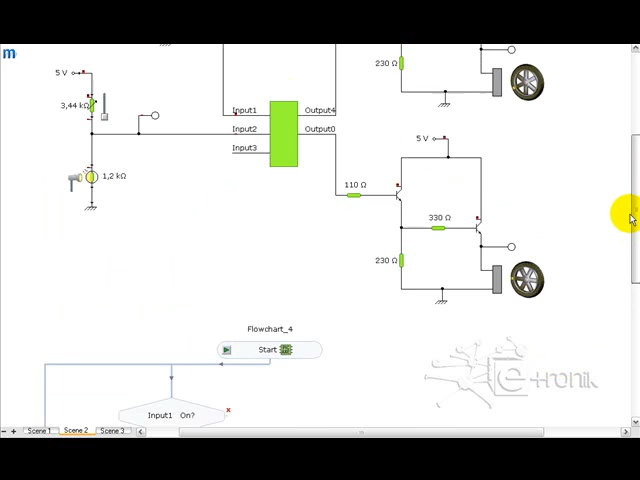 m
230 Ω
5 V
3,44 kΩ
Input1
Output4
Input2
Output0
Input3
5 V
1,2 kΩ
110 Ω
330 Ω
230 Ω
Flowchart_4
Start
e-tronik
Input1 On?
Scene 1 Scene 2 Scene 3